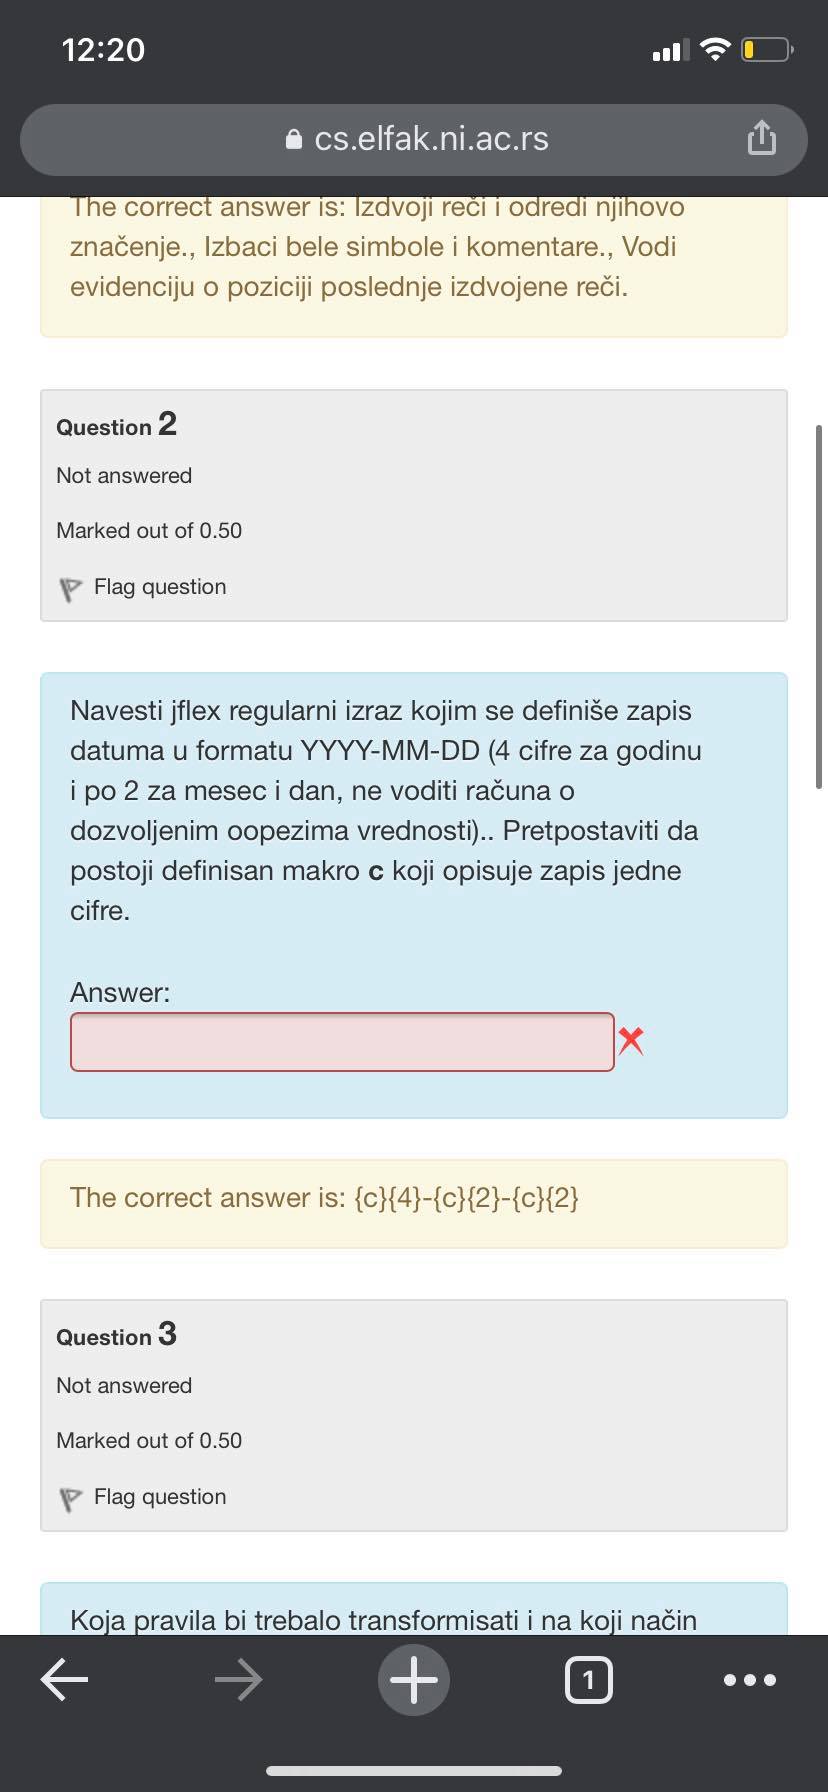 12:20
cs.elfak.ni.ac.rs
The correct answer is: Izdvoji reči i odredi njihovo
značenje., Izbaci bele simbole i komentare., Vodi
evidenciju o poziciji poslednje izdvojene reči.
Question 2
Not answered
Marked out of 0.50
Flag question
Navesti jflex regularni izraz kojim se definiše zapis
datuma u formatu YYYY-MM-DD (4 cifre za godinu
i po 2 za mesec i dan, ne voditi računa o
dozvoljenim oopezima vrednosti).. Pretpostaviti da
postoji definisan makro c koji opisuje zapis jedne
cifre.
Answer:
The correct answer is: {c}{4}-{c}{2}-{c}{2}
Question 3
Not answered
Marked out of 0.50
Flag question
Koja pravila bi trebalo transformisati i na koji način
1